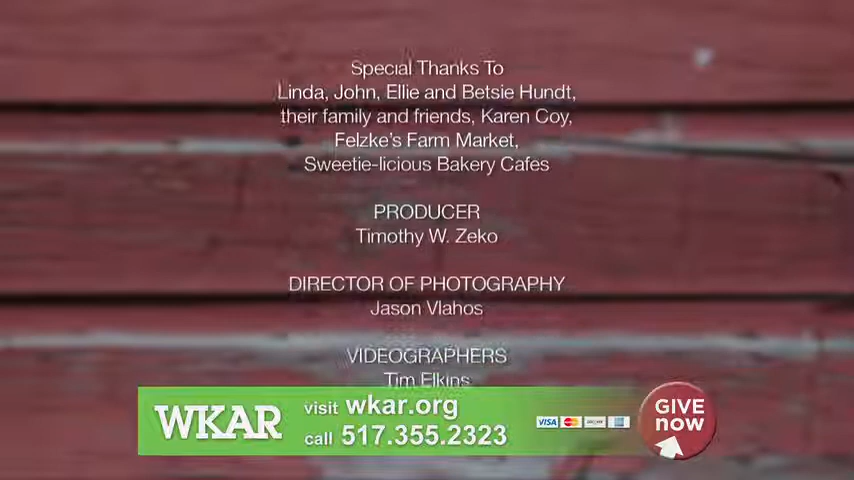 Special Thanks To
Linda, John, Ellie and Betsie Hundt,
their family and friends, Karen Coy,
Felzke's Farm Market,
Sweetie-licious Bakery Cafes
PRODUCER
Timothy W. Zeko
DIRECTOR OF PHOTOGRAPHY
Jason Vlahos
VIDEOGRAPHERS
Tim Elkins
WKAR
visit wkar.org
call 517.355.2323
VISA
GIVE
now